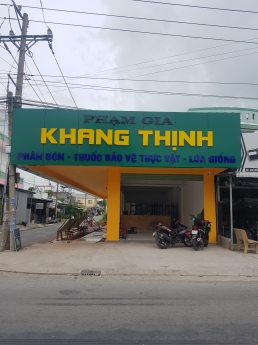 PHẠM GIA
KHANG THỊNH
PHÂN BÓN - THUỐC BẢO VỆ THỰC VẬT - LÚA GIỐNG